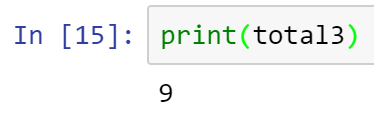 In [15]: print(total3)
9